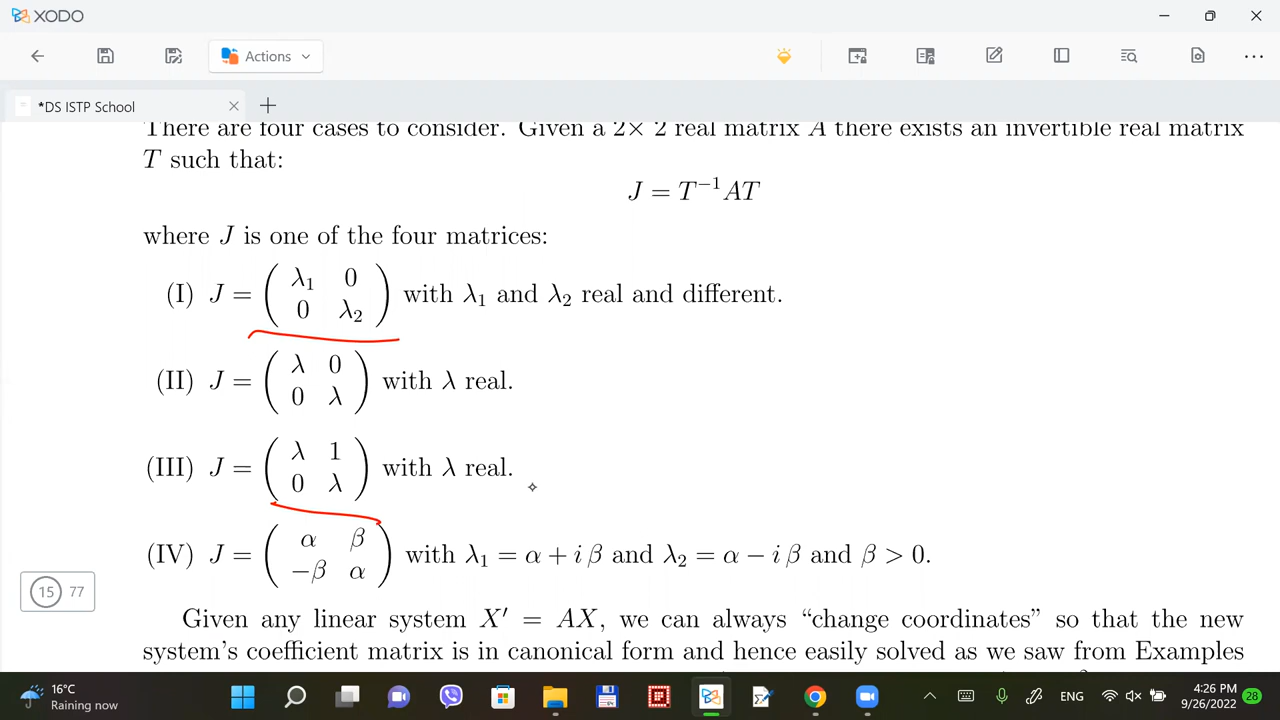 XODO
Actions
*DS ISTP School
There are four cases to consider. Given a 2× 2 real matrix A there exists an invertible real matrix
T such that:
J = T⁻¹AT
where J is one of the four matrices:
(I) J = ( λ₁ 0 ; 0 λ₂ ) with λ₁ and λ₂ real and different.
(II) J = ( λ 0 ; 0 λ ) with λ real.
(III) J = ( λ 1 ; 0 λ ) with λ real.
(IV) J = ( α β ; −β α ) with λ₁ = α + i β and λ₂ = α − i β and β > 0.
15 77
Given any linear system X′ = AX, we can always “change coordinates” so that the new
system’s coefficient matrix is in canonical form and hence easily solved as we saw from Examples
16°C
Raining now
ENG
4:26 PM
9/26/2022
28